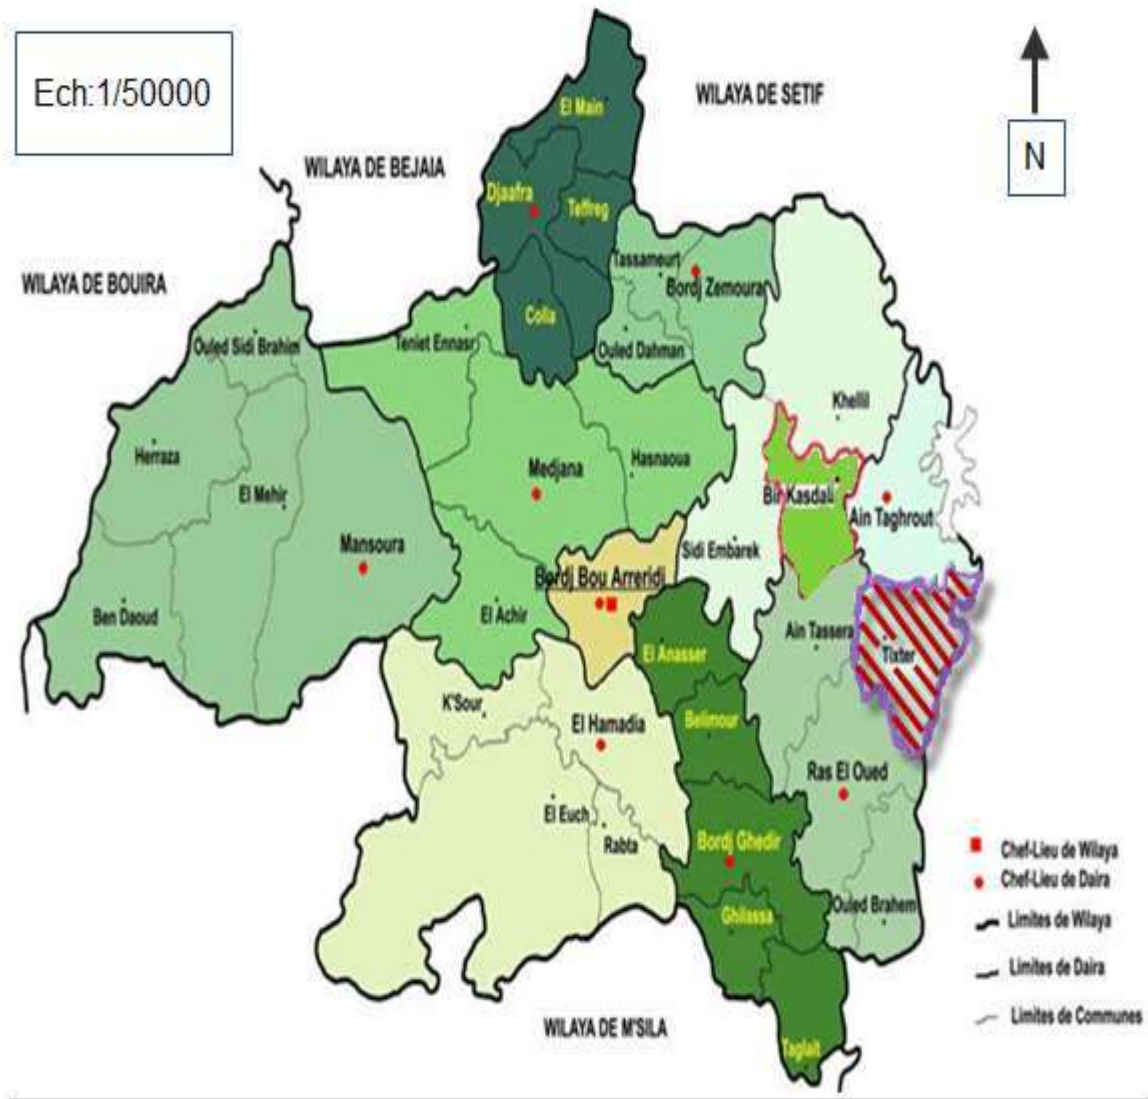 Ech:1/50000
WILAYA DE SETIF
N
WILAYA DE BEJAIA
WILAYA DE BOUIRA
El Main
Djaafra
Teffreg
Colla
Tassameurt
Bordj Zemoura
Ouled Dahman
Ouled Sidi Brahim
Teniet Ennasr
Khellil
Herraza
El Mehir
Medjana
Hasnaoua
Bir Kasdali
Ain Taghrout
Mansoura
Sidi Embarek
Bordj Bou Arreridj
Ben Daoud
El Achir
Ain Tassera
Tixter
El Anasser
K'Sour
El Hamadia
Belimour
Ras El Oued
El Euch
Rabta
Bordj Ghedir
Ghilassa
Ouled Brahem
Taglait
WILAYA DE M'SILA
Chef-Lieu de Wilaya
Chef-Lieu de Daira
Limites de Wilaya
Limites de Daira
Limites de Communes